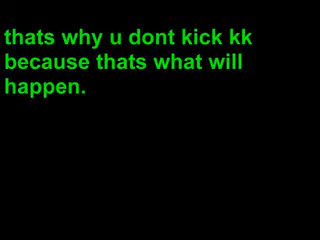 thats why u dont kick kk
because thats what will
happen.